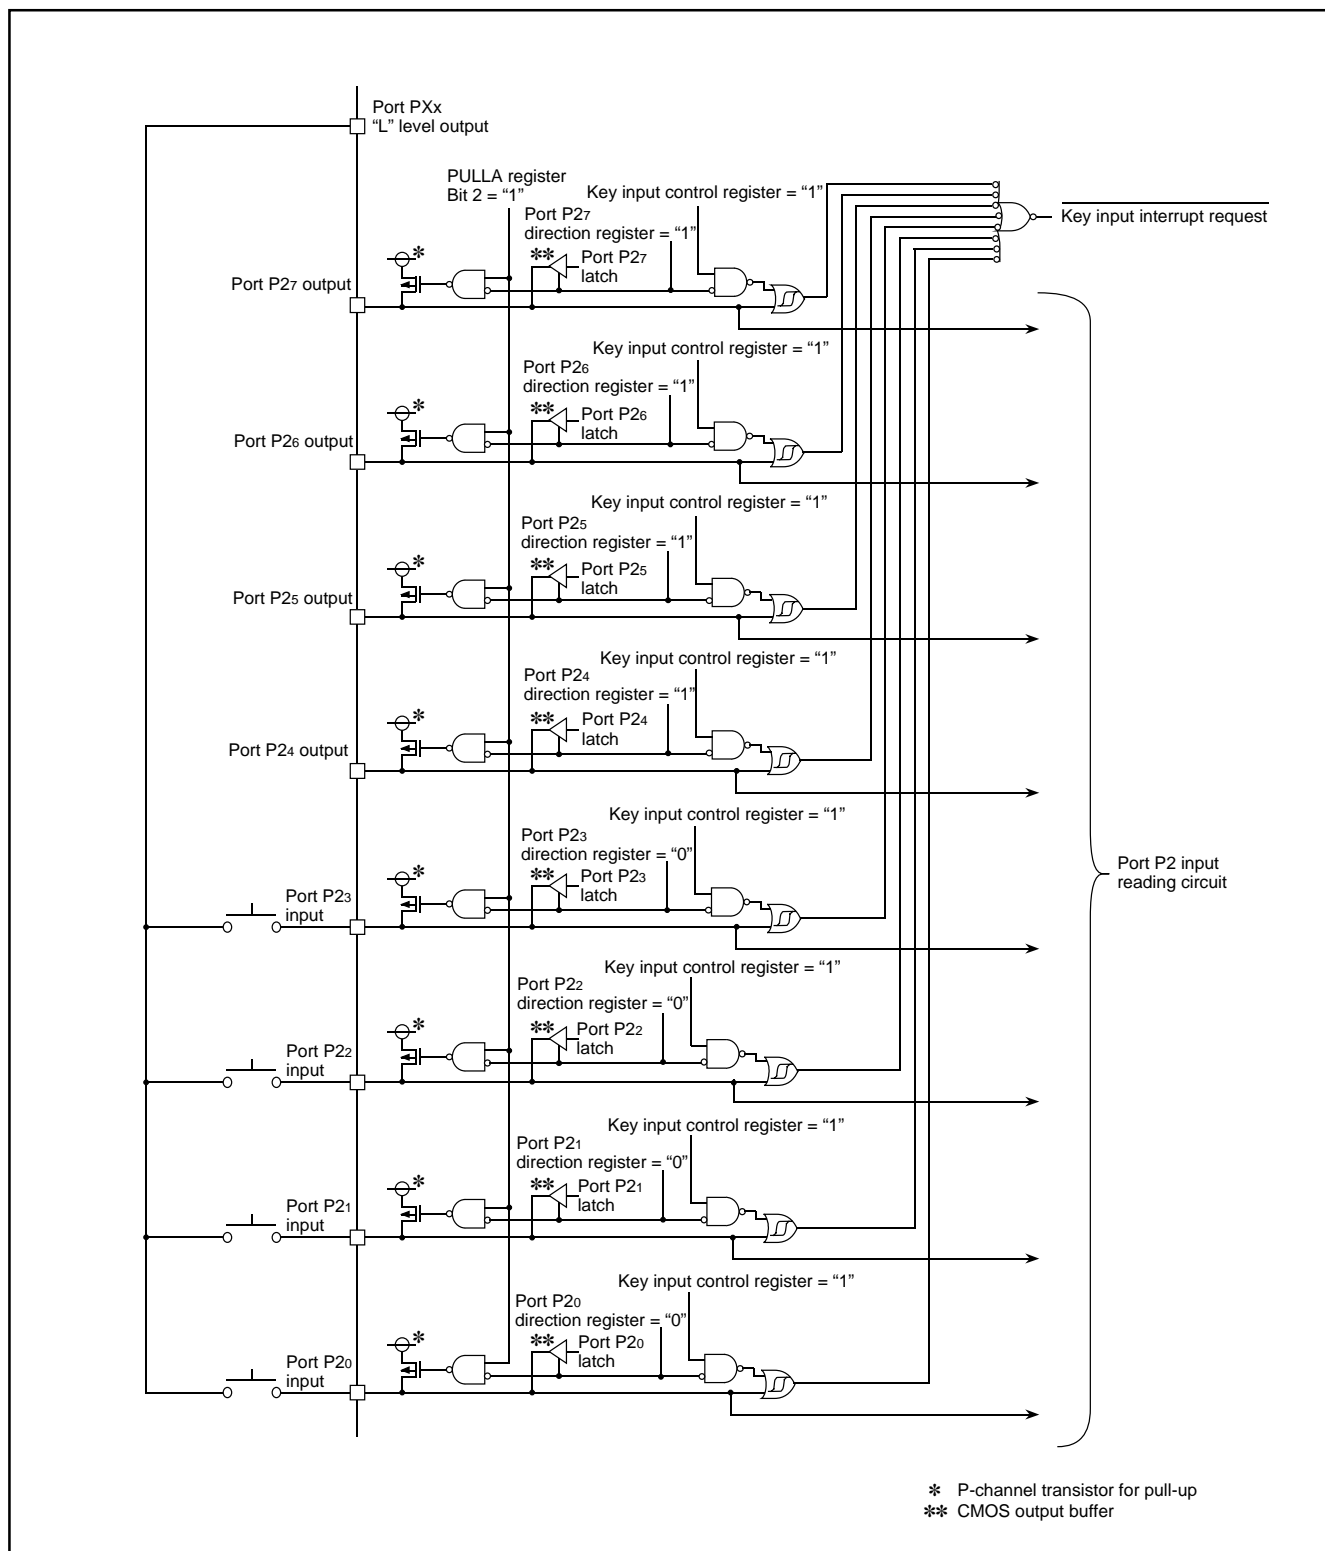 Port PXx
“L” level output
PULLA register
Bit 2 = “1”
Key input control register = “1”
Port P27
direction register = “1”
** Port P27
latch
*
Port P27 output
Key input interrupt request
Key input control register = “1”
Port P26
direction register = “1”
** Port P26
latch
*
Port P26 output
Key input control register = “1”
Port P25
direction register = “1”
** Port P25
latch
*
Port P25 output
Key input control register = “1”
Port P24
direction register = “1”
** Port P24
latch
*
Port P24 output
Key input control register = “1”
Port P23
direction register = “0”
** Port P23
latch
*
Port P23
input
Port P2 input
reading circuit
Key input control register = “1”
Port P22
direction register = “0”
** Port P22
latch
*
Port P22
input
Key input control register = “1”
Port P21
direction register = “0”
** Port P21
latch
*
Port P21
input
Key input control register = “1”
Port P20
direction register = “0”
** Port P20
latch
*
Port P20
input
* P-channel transistor for pull-up
** CMOS output buffer